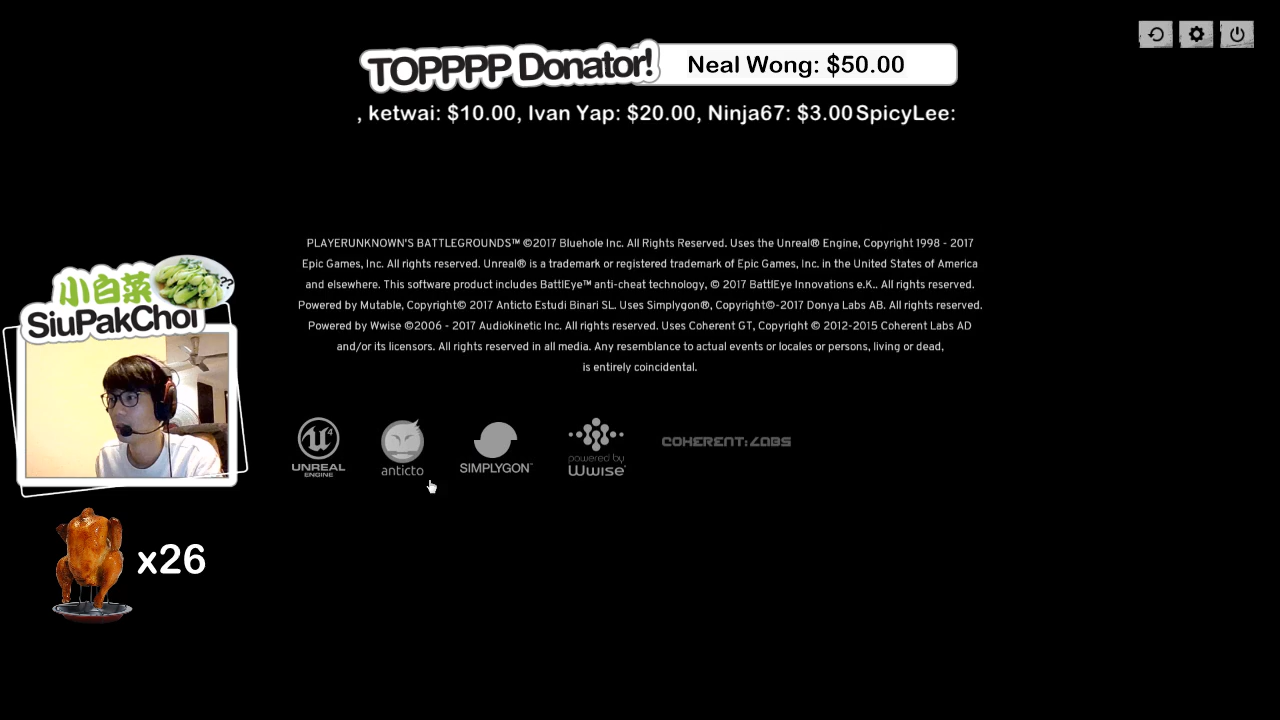 TOPPPP Donator!
Neal Wong: $50.00
, ketwai: $10.00, Ivan Yap: $20.00, Ninja67: $3.00SpicyLee:
PLAYERUNKNOWN'S BATTLEGROUNDS™ ©2017 Bluehole Inc. All Rights Reserved. Uses the Unreal® Engine, Copyright 1998 - 2017
Epic Games, Inc. All rights reserved. Unreal® is a trademark or registered trademark of Epic Games, Inc. in the United States of America
and elsewhere. This software product includes BattlEye™ anti-cheat technology, © 2017 BattlEye Innovations e.K.. All rights reserved.
Powered by Mutable, Copyright© 2017 Anticto Estudi Binari SL. Uses Simplygon®, Copyright©-2017 Donya Labs AB. All rights reserved.
Powered by Wwise ©2006 - 2017 Audiokinetic Inc. All rights reserved. Uses Coherent GT, Copyright © 2012-2015 Coherent Labs AD
and/or its licensors. All rights reserved in all media. Any resemblance to actual events or locales or persons, living or dead,
is entirely coincidental.
小白菜
??
SiuPakChoi
U4
UNREAL
ENGINE
anticto
SIMPLYGON™
powered by
Wwise®
COHERENT:LABS
x26